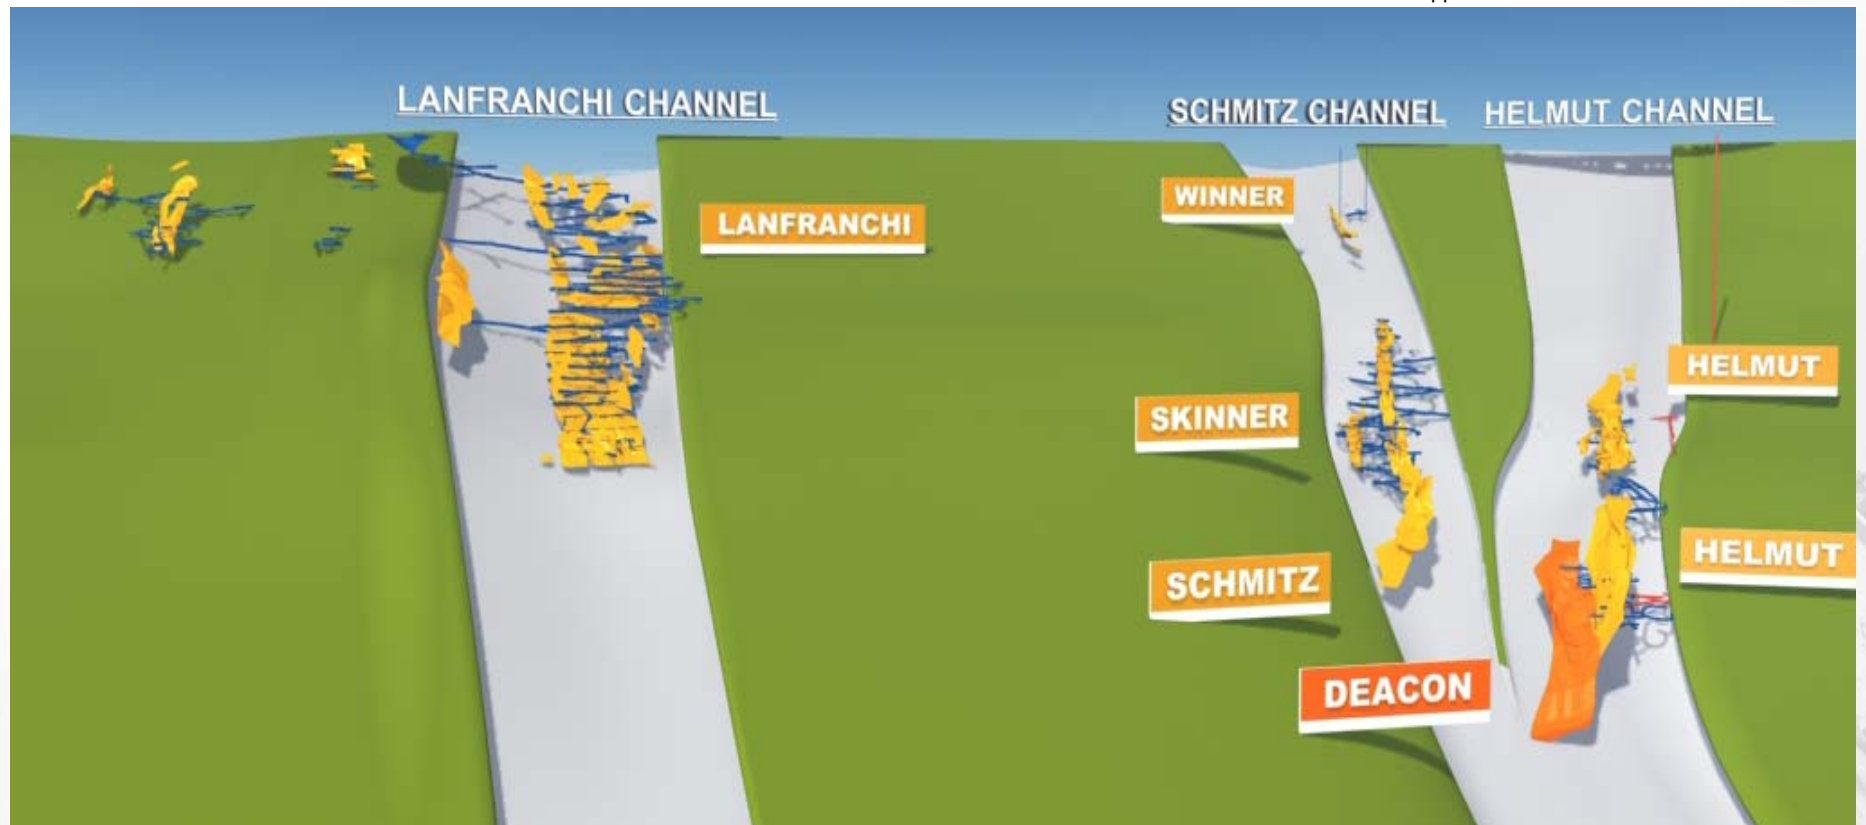 LANFRANCHI CHANNEL
SCHMITZ CHANNEL
HELMUT CHANNEL
WINNER
LANFRANCHI
HELMUT
SKINNER
HELMUT
SCHMITZ
DEACON